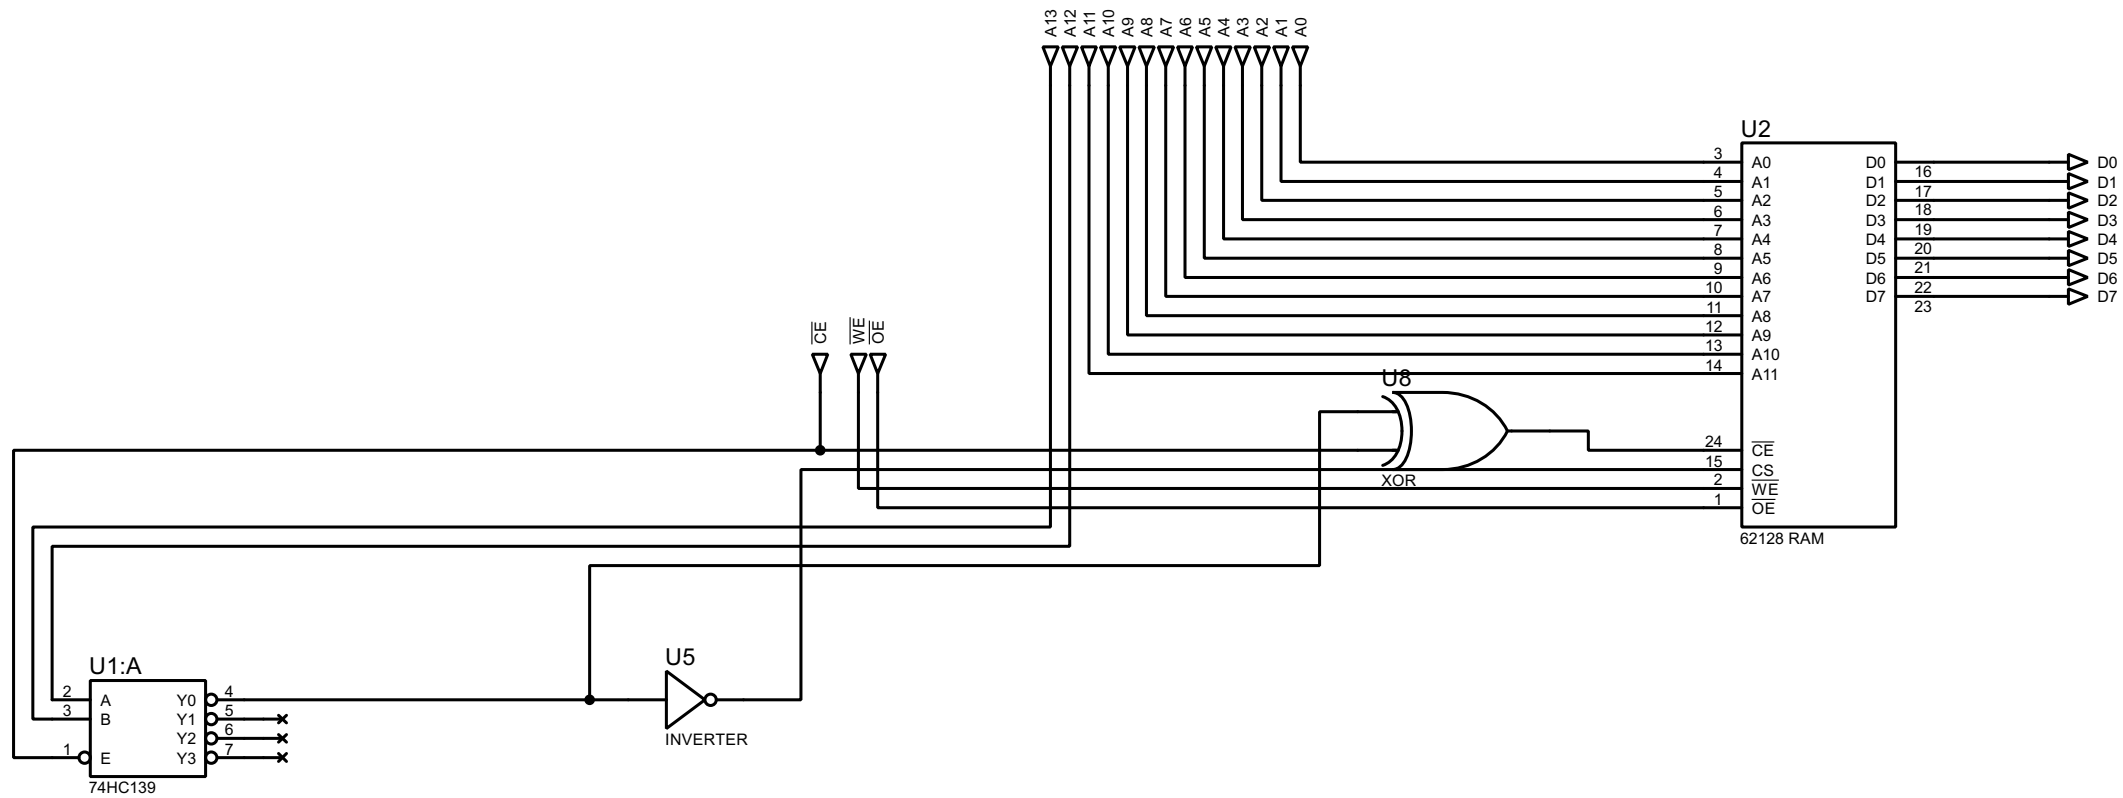 A13 A12 A11 A10 A9 A8 A7 A6 A5 A4 A3 A2 A1 A0
U2
3 A0 D0 D0
4 A1 D1 16 D1
5 A2 D2 17 D2
6 A3 D3 18 D3
7 A4 D4 19 D4
8 A5 D5 20 D5
9 A6 D6 21 D6
10 A7 D7 22 D7
11 A8 23
12 A9
13 A10
14 A11
CE WE OE
U8
24 CE
15 CS
XOR
2 WE
1 OE
62128 RAM
U1:A
U5
2 A Y0 4
3 B Y1 5
Y2 6
1 E Y3 7
INVERTER
74HC139